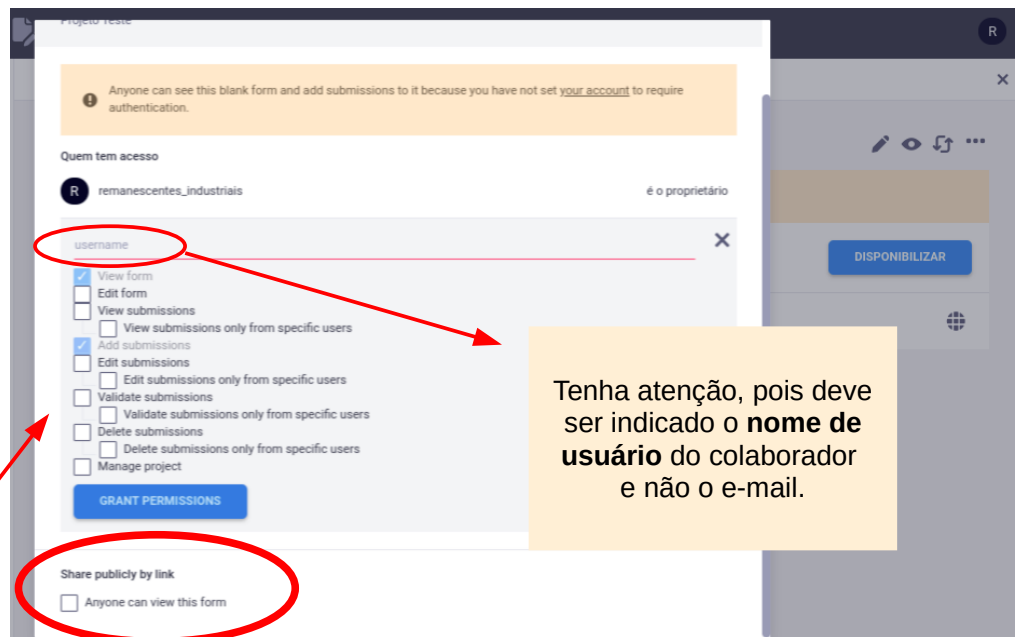 Projeto Teste
R
Anyone can see this blank form and add submissions to it because you have not set your account to require
authentication.
Quem tem acesso
R remanescentes_industriais é o proprietário
username
DISPONIBILIZAR
View form
Edit form
View submissions
View submissions only from specific users
Add submissions
Edit submissions
Edit submissions only from specific users
Validate submissions
Validate submissions only from specific users
Delete submissions
Delete submissions only from specific users
Manage project
GRANT PERMISSIONS
Tenha atenção, pois deve
ser indicado o nome de
usuário do colaborador
e não o e-mail.
Share publicly by link
Anyone can view this form